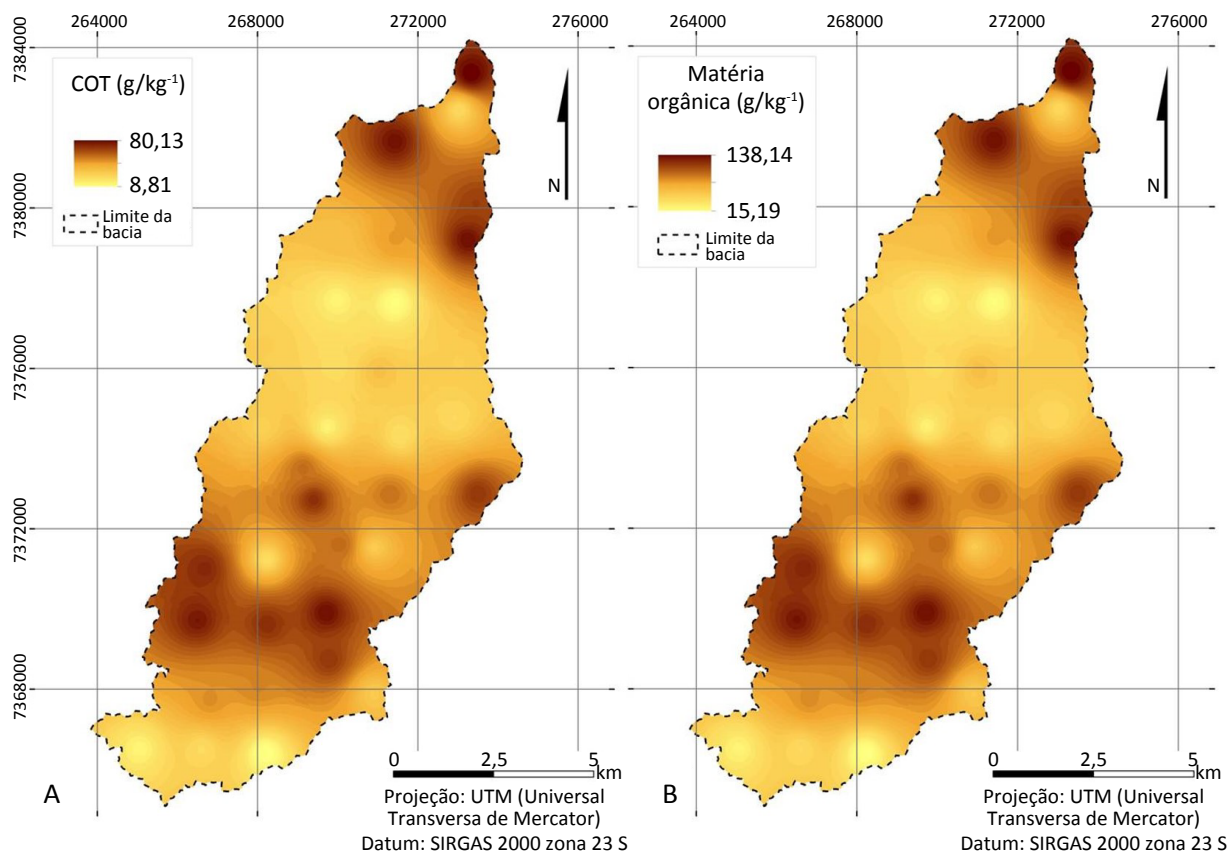 264000 268000 272000 276000
264000 268000 272000 276000
7384000
7380000
7376000
7372000
7368000
COT (g/kg⁻¹)
80,13
8,81
Limite da
bacia
N
0 2,5 5
km
Projeção: UTM (Universal
Transversa de Mercator)
Datum: SIRGAS 2000 zona 23 S
A
Matéria
orgânica (g/kg⁻¹)
138,14
15,19
Limite da
bacia
N
0 2,5 5
km
Projeção: UTM (Universal
Transversa de Mercator)
Datum: SIRGAS 2000 zona 23 S
B